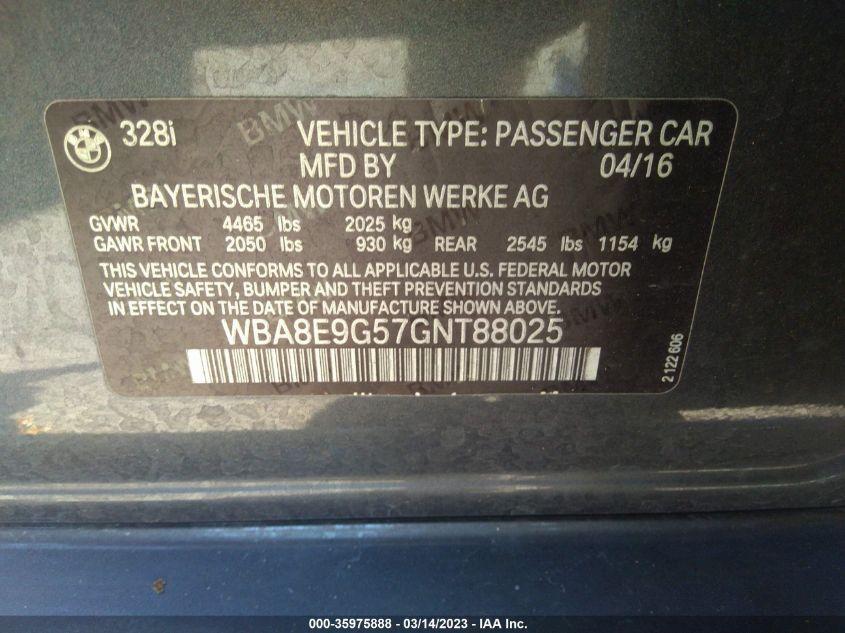 328i VEHICLE TYPE: PASSENGER CAR
MFD BY 04/16
BAYERISCHE MOTOREN WERKE AG
GVWR 4465 lbs 2025 kg
GAWR FRONT 2050 lbs 930 kg REAR 2545 lbs 1154 kg
THIS VEHICLE CONFORMS TO ALL APPLICABLE U.S. FEDERAL MOTOR
VEHICLE SAFETY, BUMPER AND THEFT PREVENTION STANDARDS
IN EFFECT ON THE DATE OF MANUFACTURE SHOWN ABOVE.
WBA8E9G57GNT88025
2 122 606
000-35975888 - 03/14/2023 - IAA Inc.